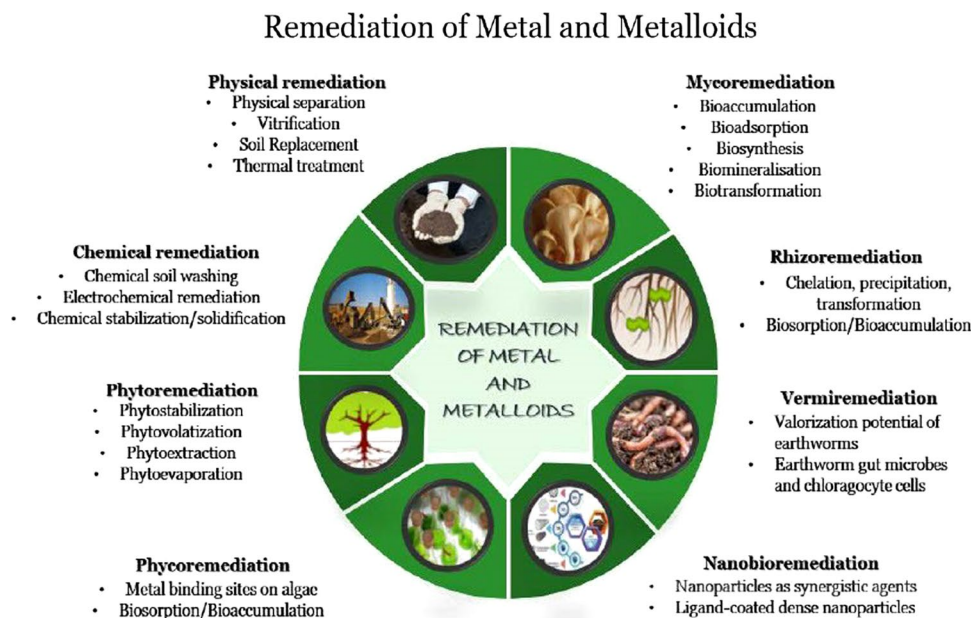 Remediation of Metal and Metalloids
Physical remediation
• Physical separation
• Vitrification
• Soil Replacement
• Thermal treatment
Mycoremediation
• Bioaccumulation
• Bioadsorption
• Biosynthesis
• Biomineralisation
• Biotransformation
Chemical remediation
• Chemical soil washing
• Electrochemical remediation
• Chemical stabilization/solidification
Rhizoremediation
• Chelation, precipitation,
transformation
• Biosorption/Bioaccumulation
REMEDIATION
OF METAL
AND
METALLOIDS
Phytoremediation
• Phytostabilization
• Phytovolatization
• Phytoextraction
• Phytoevaporation
Vermiremediation
• Valorization potential of
earthworms
• Earthworm gut microbes
and chloragocyte cells
Phycoremediation
• Metal binding sites on algae
• Biosorption/Bioaccumulation
Nanobioremediation
• Nanoparticles as synergistic agents
• Ligand-coated dense nanoparticles